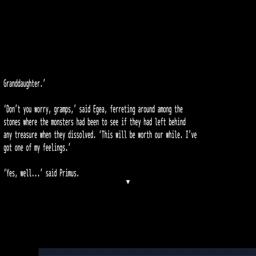 Granddaughter.'
'Don't you worry, gramps,' said Egea, ferreting around among the
stones where the monsters had been to see if they had left behind
any treasure when they dissolved. 'This will be worth our while. I've
got one of my feelings.'
'Yes, well...' said Primus.